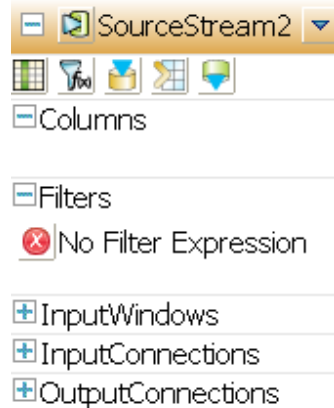 SourceStream2
Columns
Filters
No Filter Expression
InputWindows
InputConnections
OutputConnections